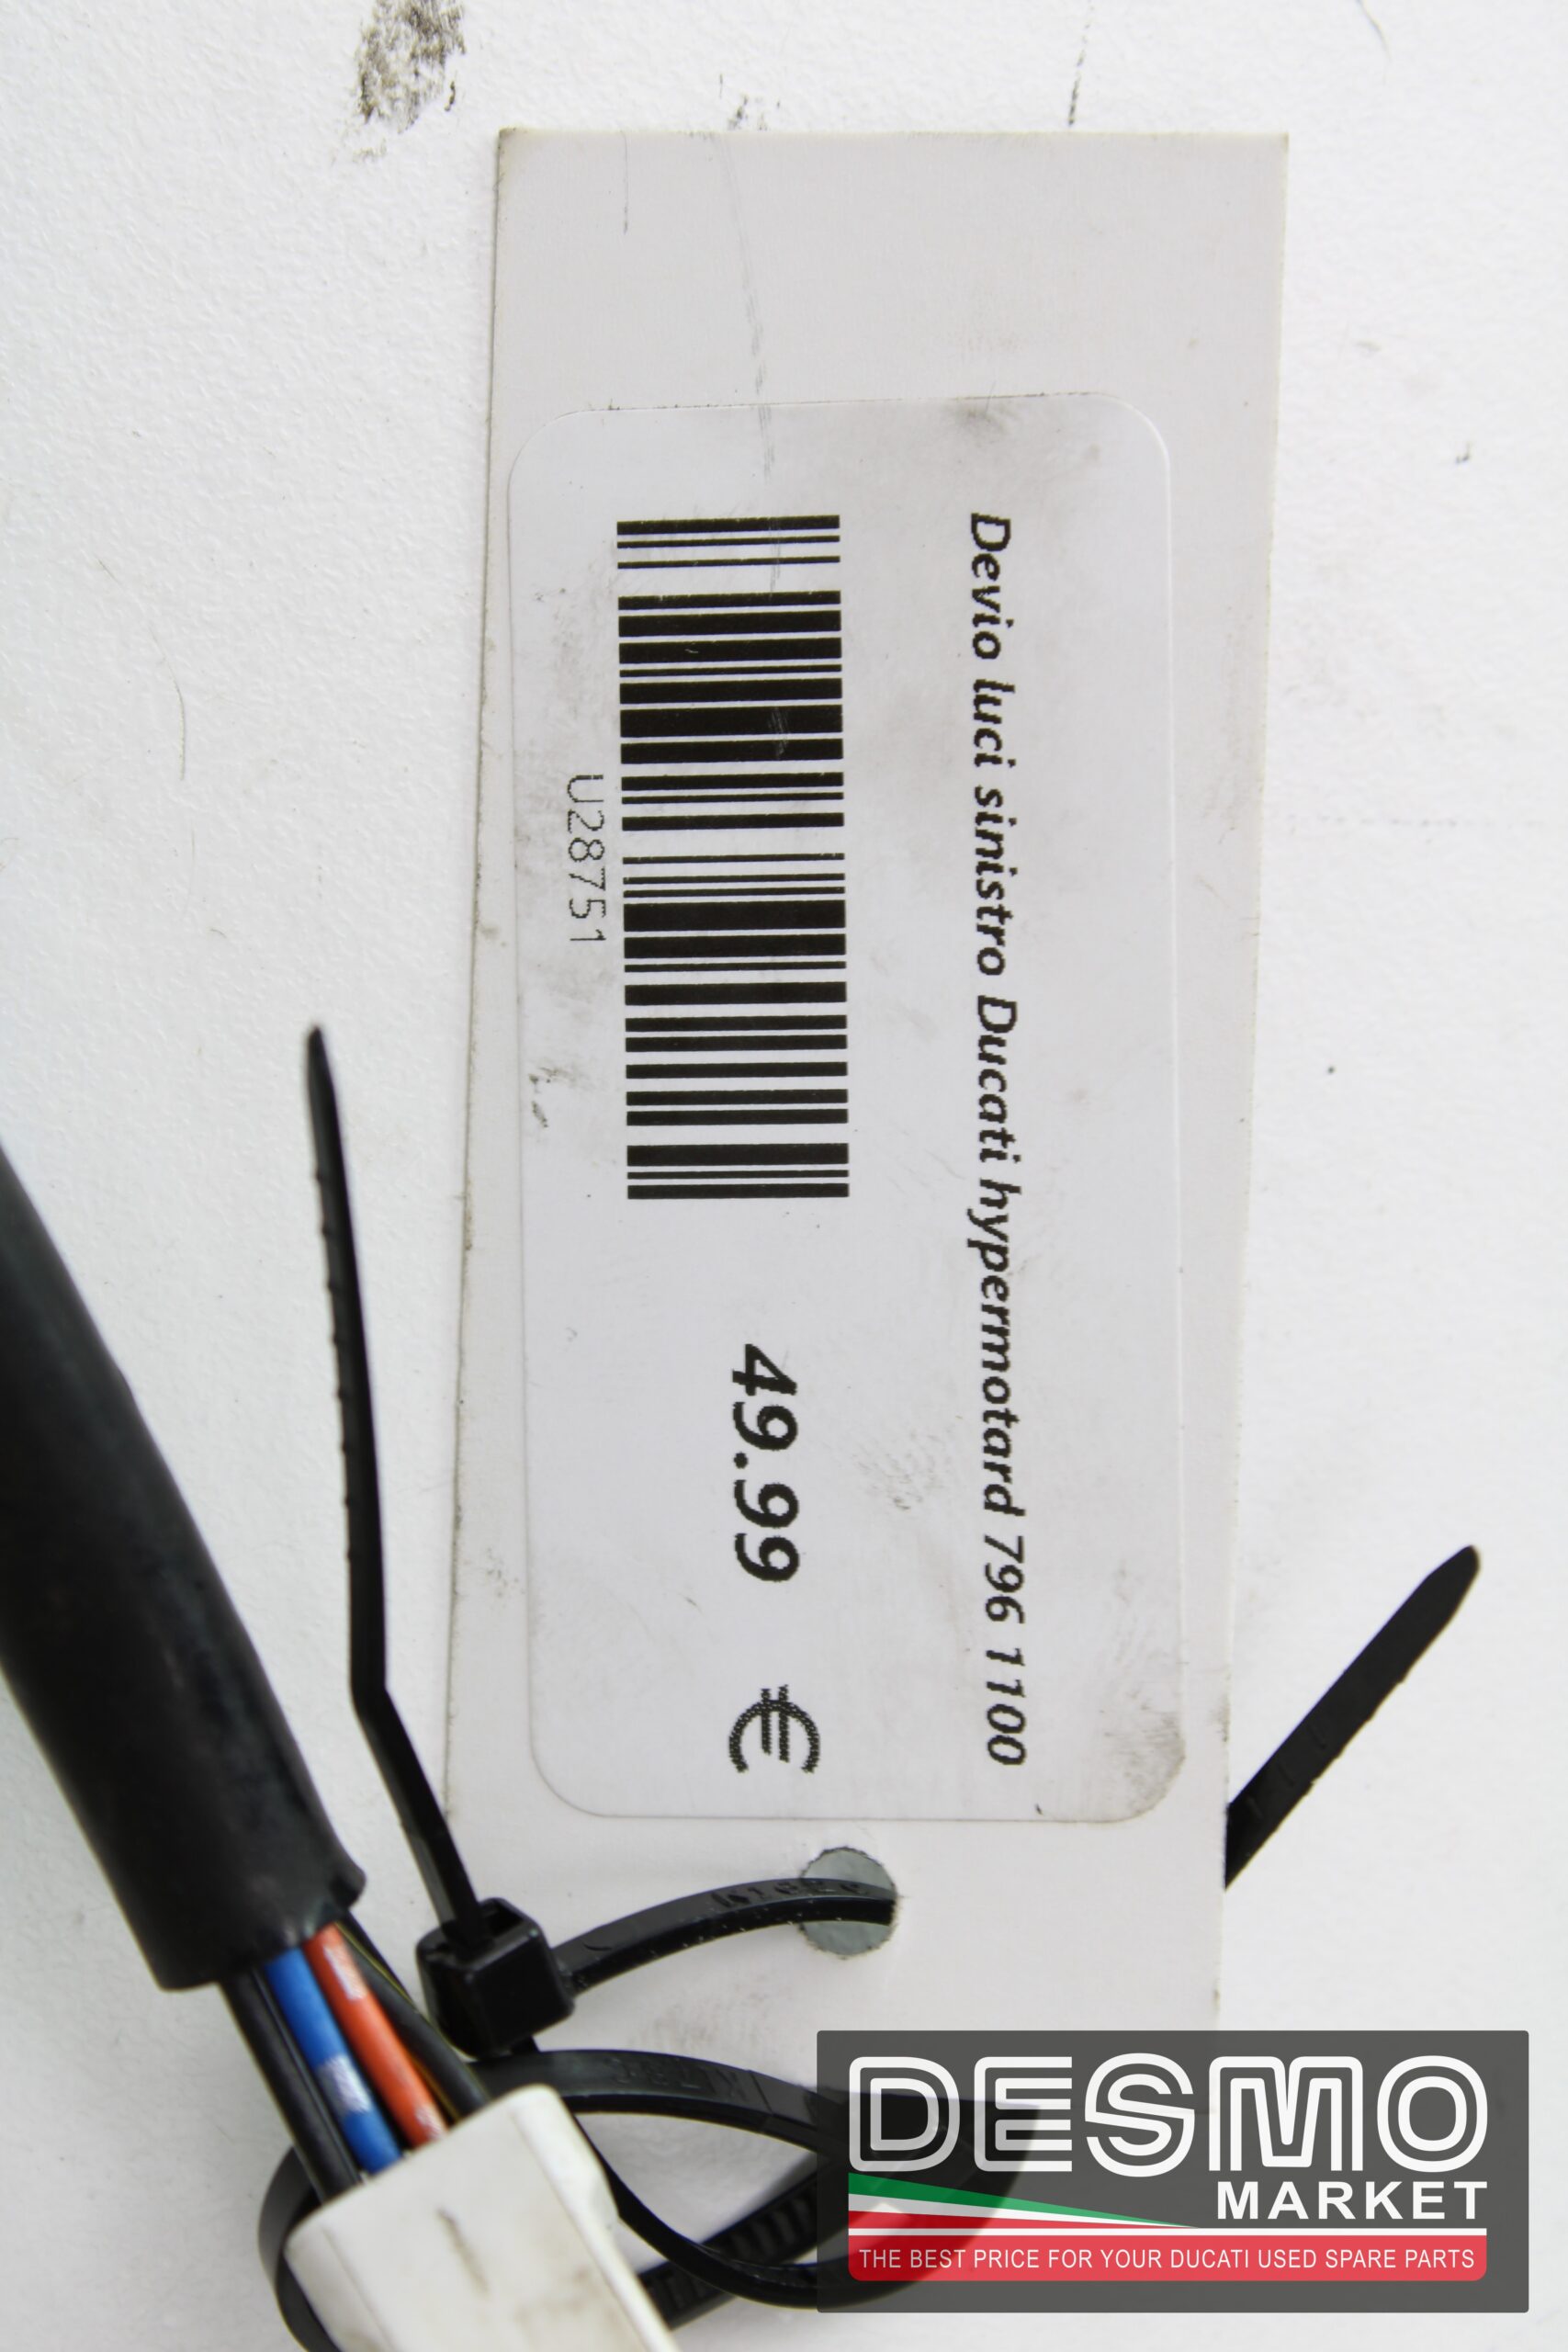 Devio luci sinistro Ducati hypermotard 796 1100
U28751
49.99 €
DESMO
MARKET
THE BEST PRICE FOR YOUR DUCATI USED SPARE PARTS